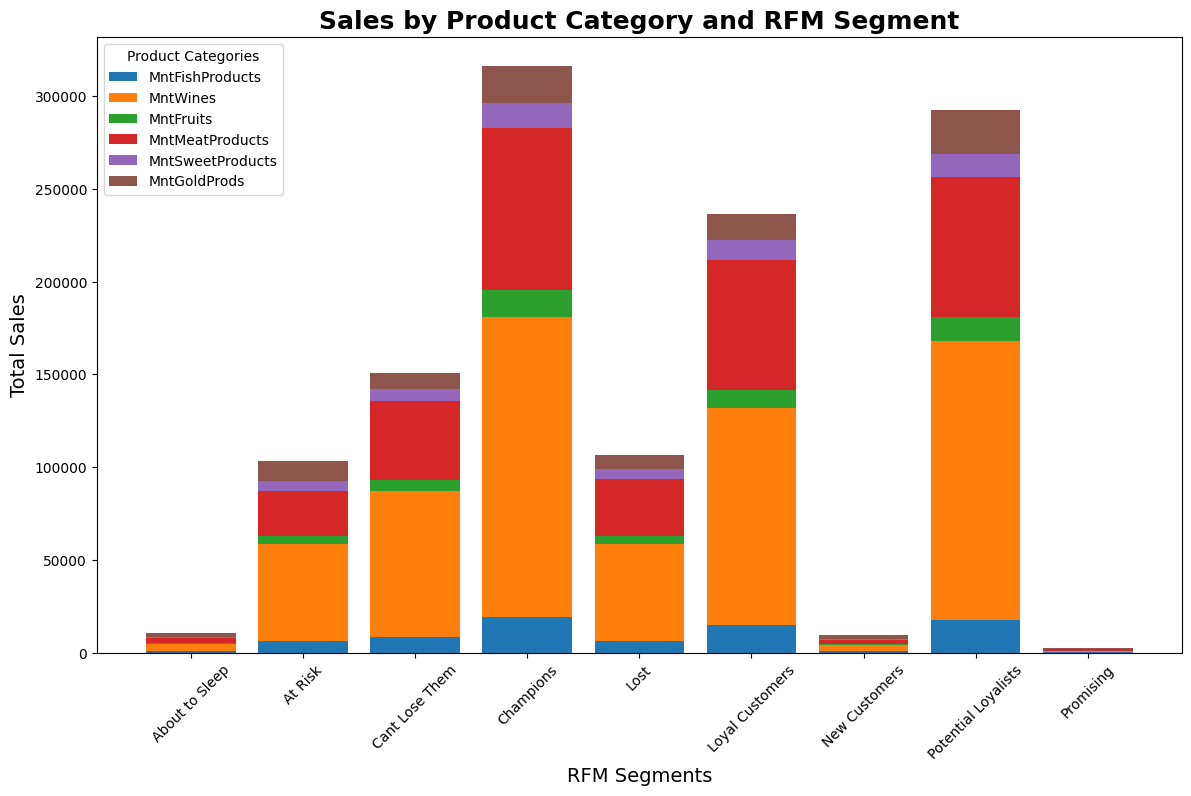 Sales by Product Category and RFM Segment
Product Categories
MntFishProducts
MntWines
MntFruits
MntMeatProducts
MntSweetProducts
MntGoldProds
Total Sales
300000
250000
200000
150000
100000
50000
0
About to Sleep
At Risk
Cant Lose Them
Champions
Lost
Loyal Customers
New Customers
Potential Loyalists
Promising
RFM Segments